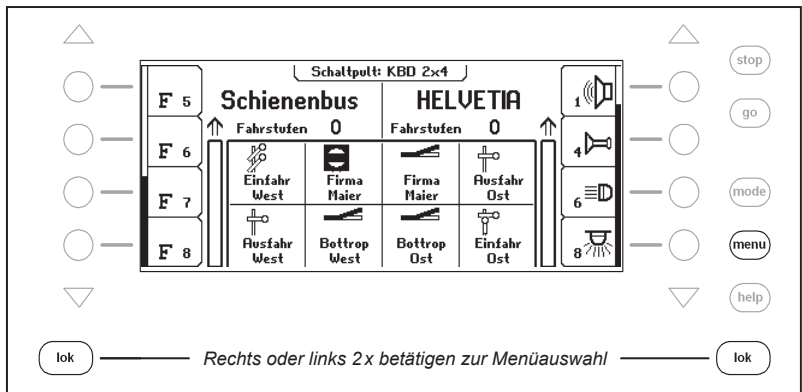 Schaltpult: KBD 2x4
stop
F 5
Schienenbus
HELVETIA
1
go
Fahrstufen 0
Fahrstufen 0
F 6
4
Einfahr West
Firma Maier
Firma Maier
Ausfahr Ost
F 7
6
mode
Ausfahr West
Bottrop West
Bottrop Ost
Einfahr Ost
F 8
8
menu
help
lok
Rechts oder links 2x betätigen zur Menüauswahl
lok